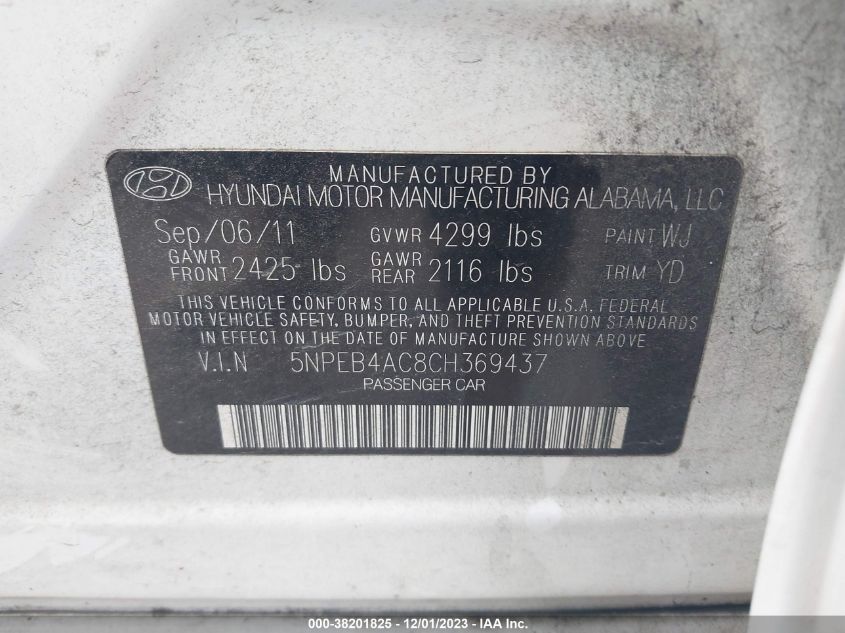 MANUFACTURED BY
HYUNDAI MOTOR MANUFACTURING ALABAMA, LLC
Sep/06/11 GVWR 4299 lbs PAINT WJ
GAWR FRONT 2425 lbs GAWR REAR 2116 lbs TRIM YD
THIS VEHICLE CONFORMS TO ALL APPLICABLE U.S.A. FEDERAL
MOTOR VEHICLE SAFETY, BUMPER, AND THEFT PREVENTION STANDARDS
IN EFFECT ON THE DATE OF MANUFACTURE SHOWN ABOVE.
V.I.N 5NPEB4AC8CH369437
PASSENGER CAR
000-38201825 - 12/01/2023 - IAA Inc.